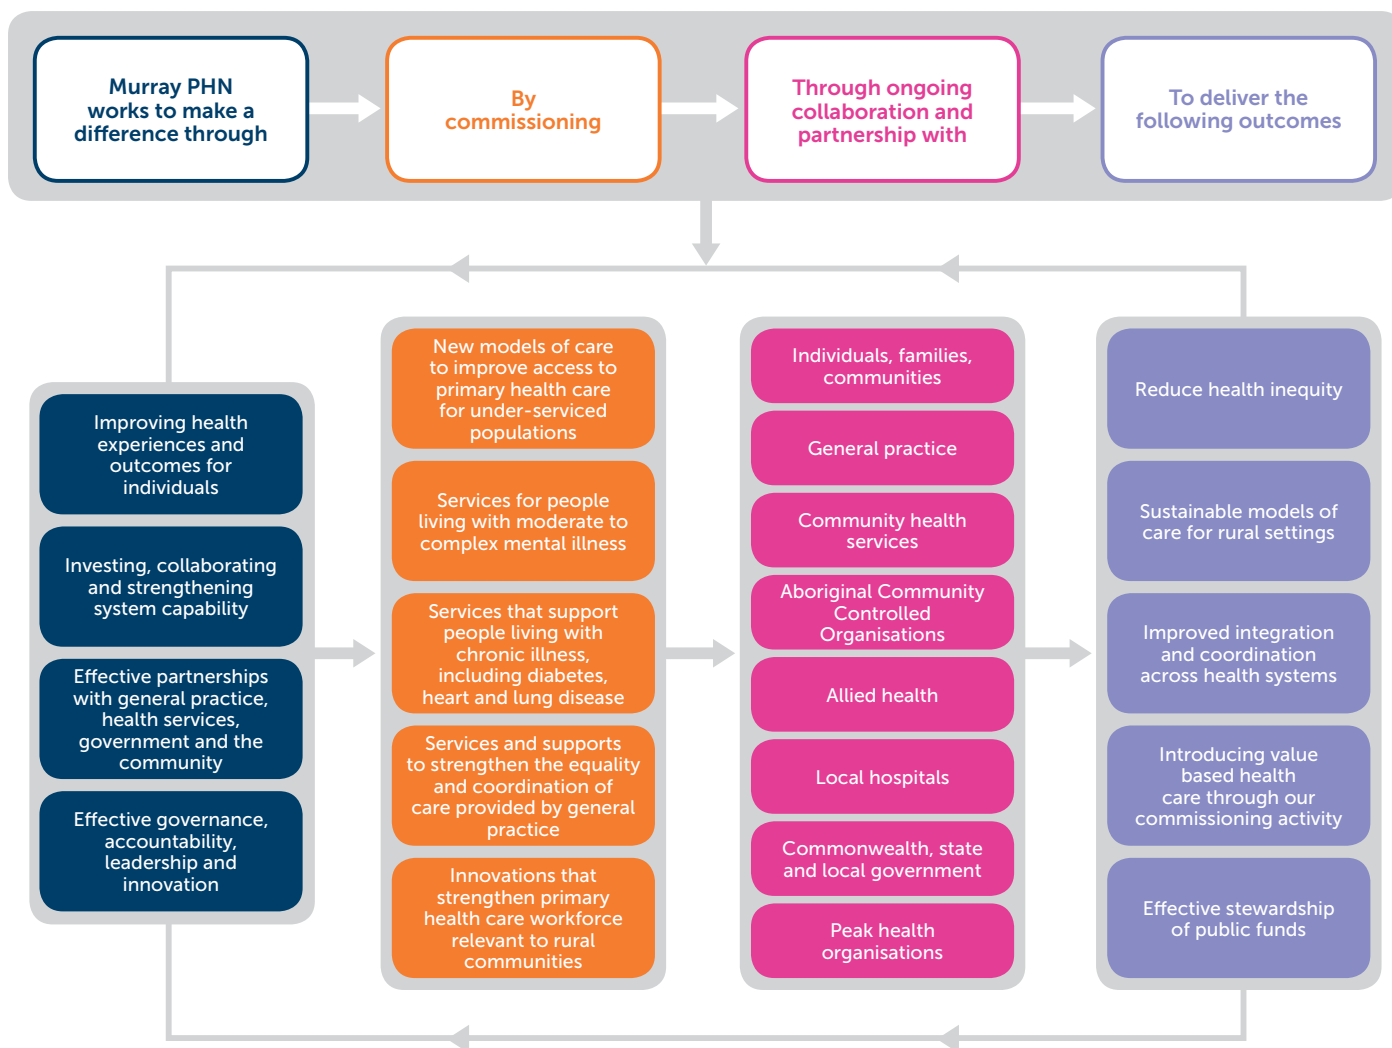 Murray PHN
works to make a
difference through
By
commissioning
Through ongoing
collaboration and
partnership with
To deliver the
following outcomes
Improving health
experiences and
outcomes for
individuals
Investing, collaborating
and strengthening
system capability
Effective partnerships
with general practice,
health services,
government and the
community
Effective governance,
accountability,
leadership and
innovation
New models of care
to improve access to
primary health care
for under-serviced
populations
Services for people
living with moderate to
complex mental illness
Services that support
people living with
chronic illness,
including diabetes,
heart and lung disease
Services and supports
to strengthen the equality
and coordination of
care provided by general
practice
Innovations that
strengthen primary
health care workforce
relevant to rural
communities
Individuals, families,
communities
General practice
Community health
services
Aboriginal Community
Controlled
Organisations
Allied health
Local hospitals
Commonwealth, state
and local government
Peak health
organisations
Reduce health inequity
Sustainable models of
care for rural settings
Improved integration
and coordination
across health systems
Introducing value
based health
care through our
commissioning activity
Effective stewardship
of public funds